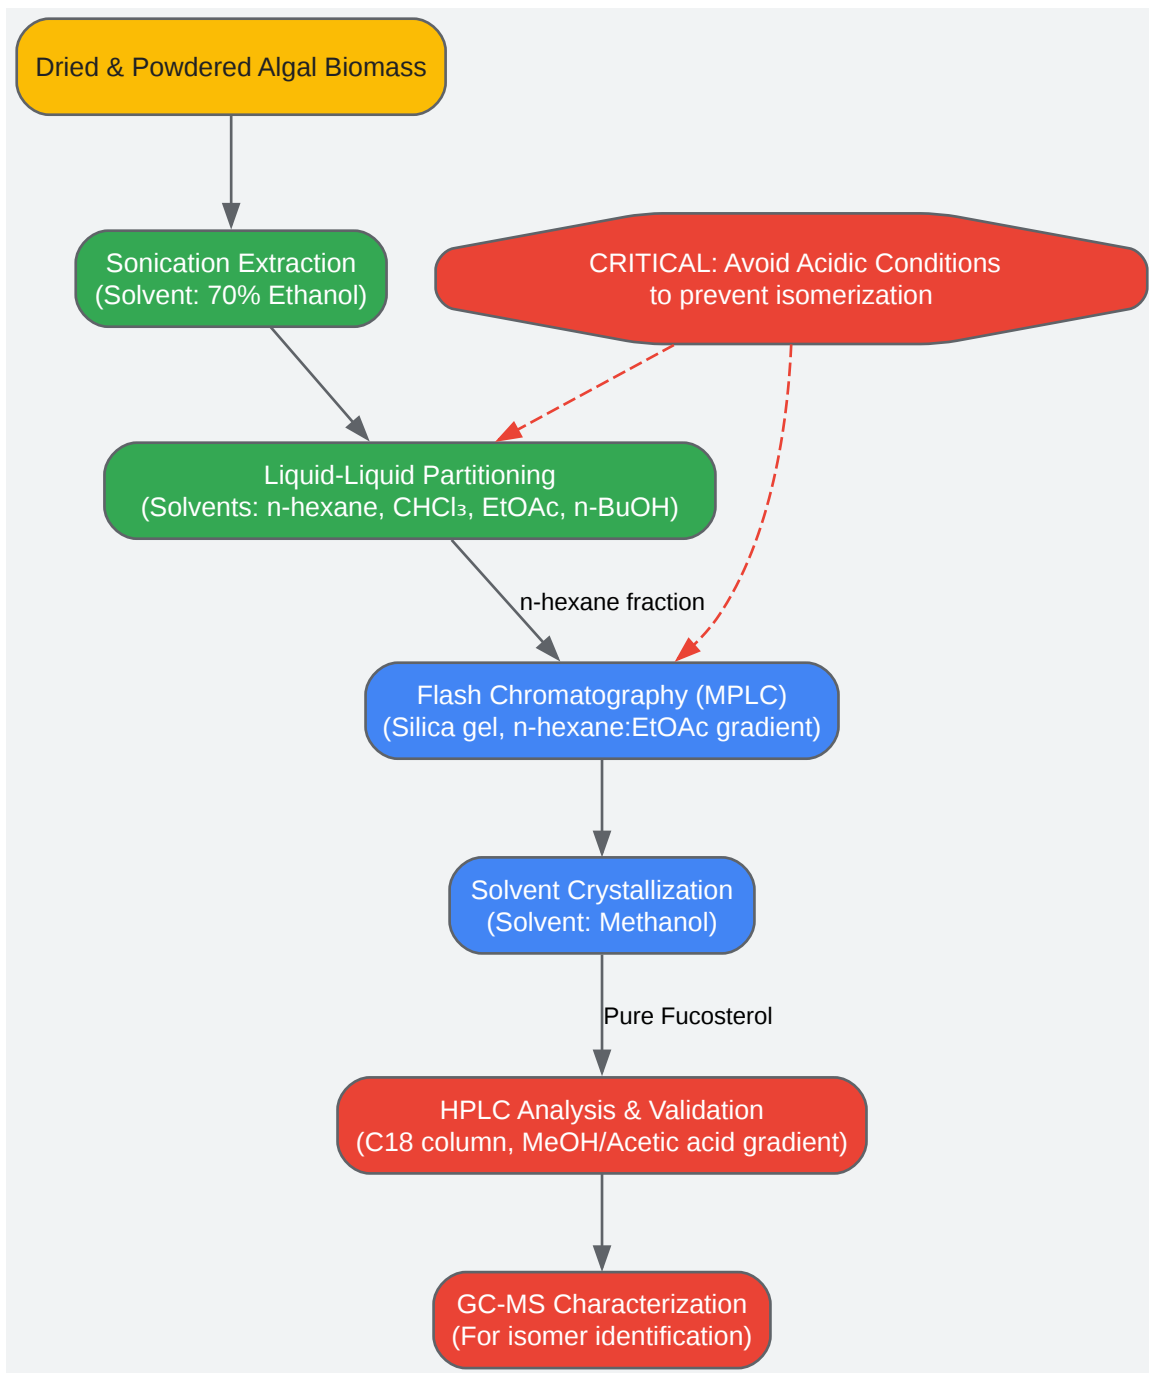 Dried & Powdered Algal Biomass
Sonication Extraction
(Solvent: 70% Ethanol)
CRITICAL: Avoid Acidic Conditions
to prevent isomerization
Liquid-Liquid Partitioning
(Solvents: n-hexane, CHCl₃, EtOAc, n-BuOH)
n-hexane fraction
Flash Chromatography (MPLC)
(Silica gel, n-hexane:EtOAc gradient)
Solvent Crystallization
(Solvent: Methanol)
Pure Fucosterol
HPLC Analysis & Validation
(C18 column, MeOH/Acetic acid gradient)
GC-MS Characterization
(For isomer identification)